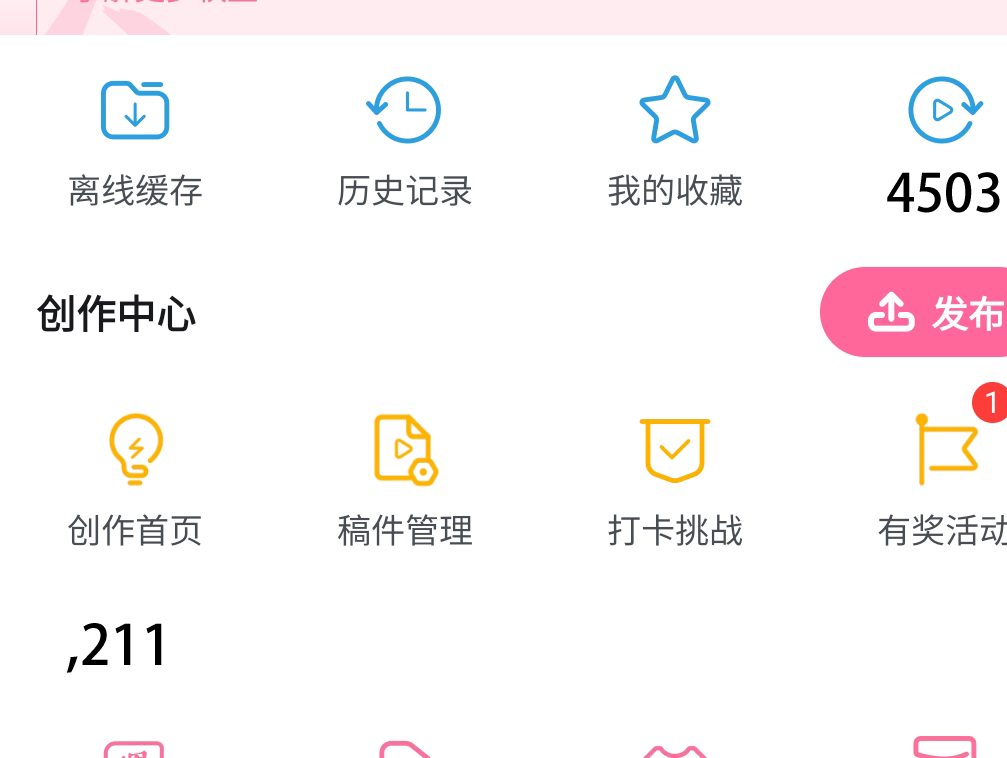 离线缓存 历史记录 我的收藏 4503
创作中心 发布
1
创作首页 稿件管理 打卡挑战 有奖活动
,211